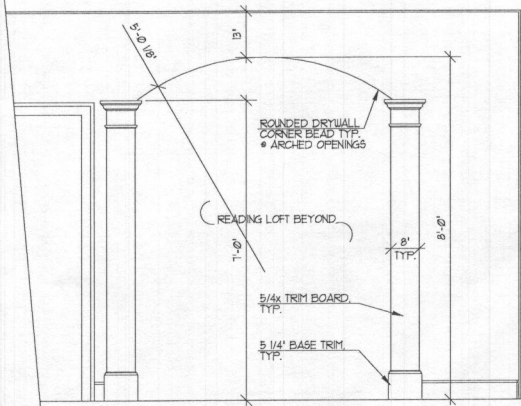 5'-0 1/8"
13"
ROUNDED DRYWALL
CORNER BEAD TYP.
@ ARCHED OPENINGS
READING LOFT BEYOND
7'-0"
8"
TYP.
8'-0"
5/4x TRIM BOARD,
TYP.
5 1/4" BASE TRIM,
TYP.